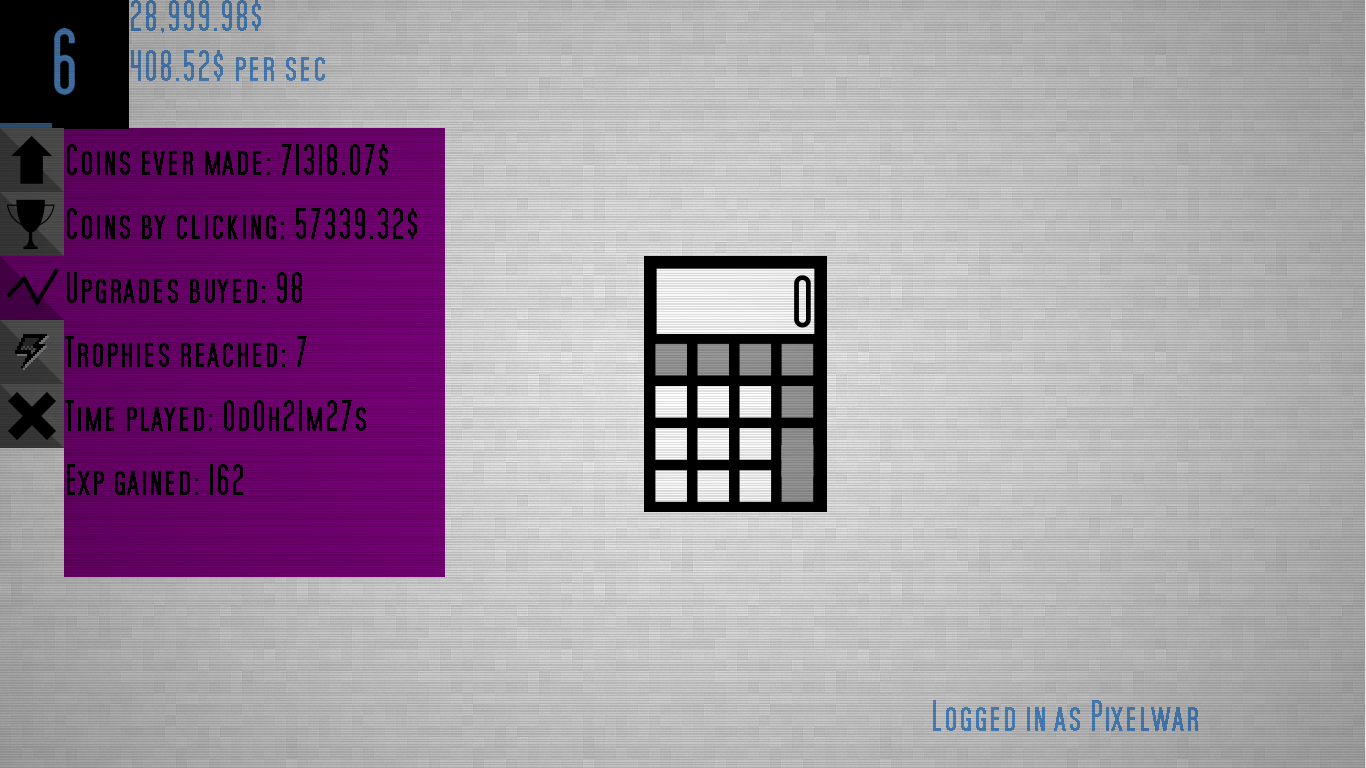 6
28,999.98$
408.52$ per sec
Coins ever made: 71318.07$
Coins by clicking: 57339.32$
Upgrades buyed: 98
Trophies reached: 7
Time played: 0d0h21m27s
Exp gained: 162
0
Logged in as Pixelwar